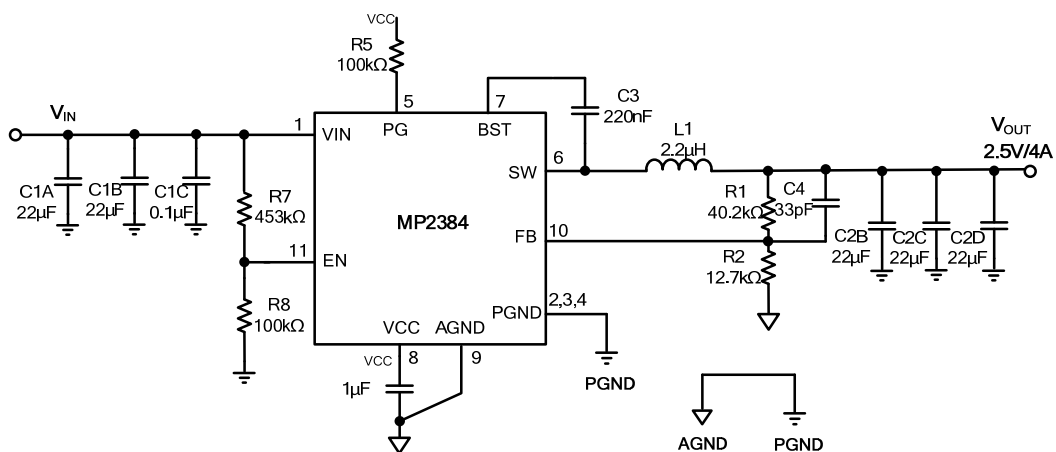 VCC
R5
100kΩ
5
7
C3
220nF
VIN
1
VIN
PG
BST
6
SW
L1
2.2μH
VOUT
2.5V/4A
C1A
22μF
C1B
22μF
C1C
0.1μF
R7
453kΩ
MP2384
R1
40.2kΩ
C4
33pF
FB
10
C2B
22μF
C2C
22μF
C2D
22μF
11
EN
R2
12.7kΩ
R8
100kΩ
PGND
2,3,4
VCC
AGND
VCC
8
9
1μF
PGND
AGND
PGND